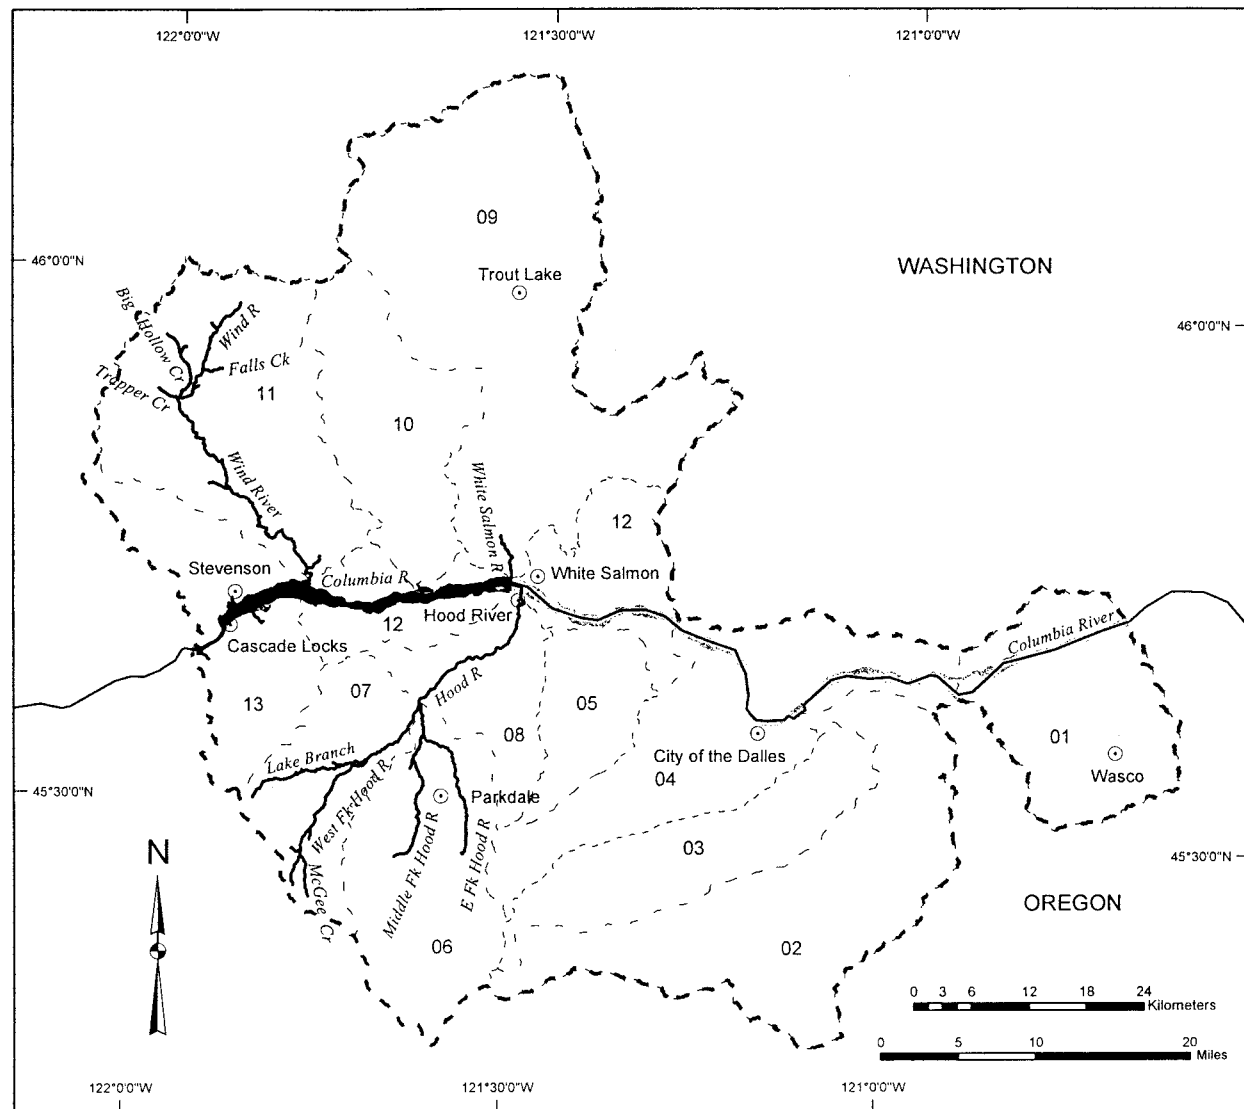 122°0'0"W
121°30'0"W
121°0'0"W
09
46°0'0"N
WASHINGTON
Trout Lake
Big Hollow Cr
Wind R
46°0'0"N
Falls Ck
Trapper Cr
11
10
Wind River
White Salmon R
12
Stevenson
Columbia R
White Salmon
Hood River
12
Cascade Locks
Columbia River
Hood R
07
13
05
08
01
Lake Branch
City of the Dalles
04
Wasco
45°30'0"N
West Fk Hood R
Parkdale
03
45°30'0"N
N
McGee Cr
Middle Fk Hood R
E Fk Hood R
OREGON
06
02
0 3 6 12 18 24
Kilometers
0 5 10 20
Miles
122°0'0"W
121°30'0"W
121°0'0"W